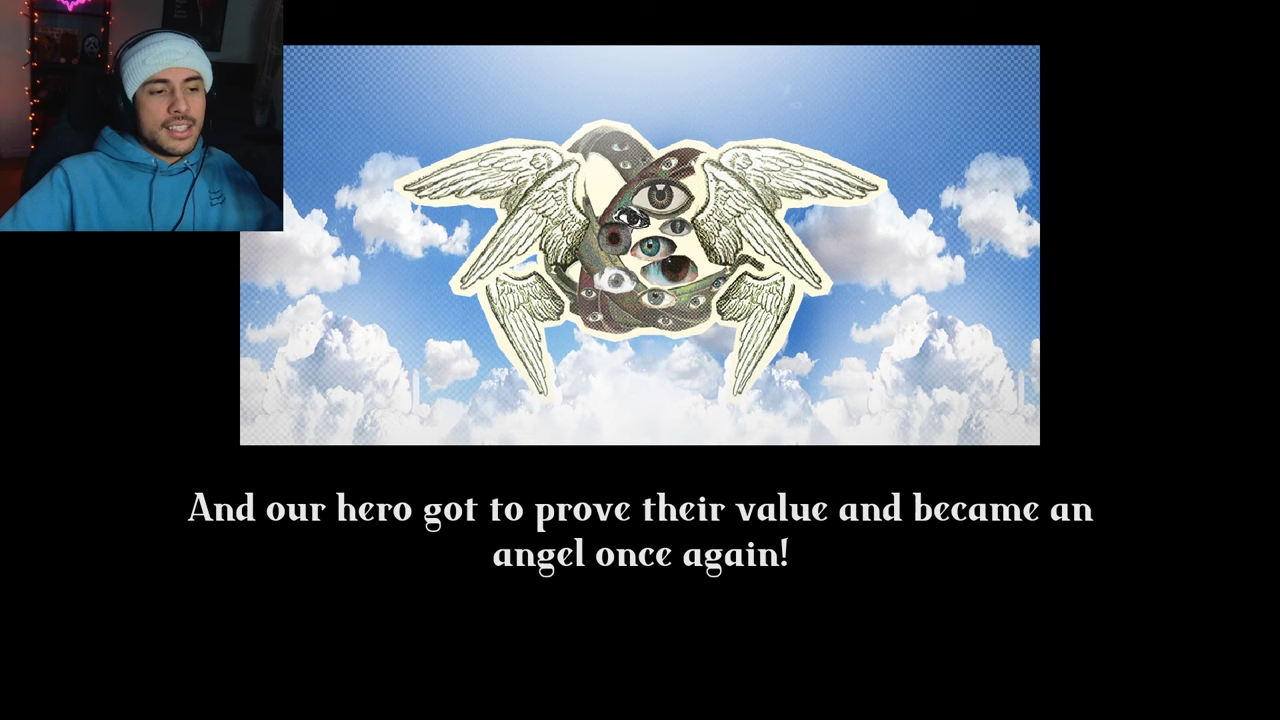 And our hero got to prove their value and became an
angel once again!